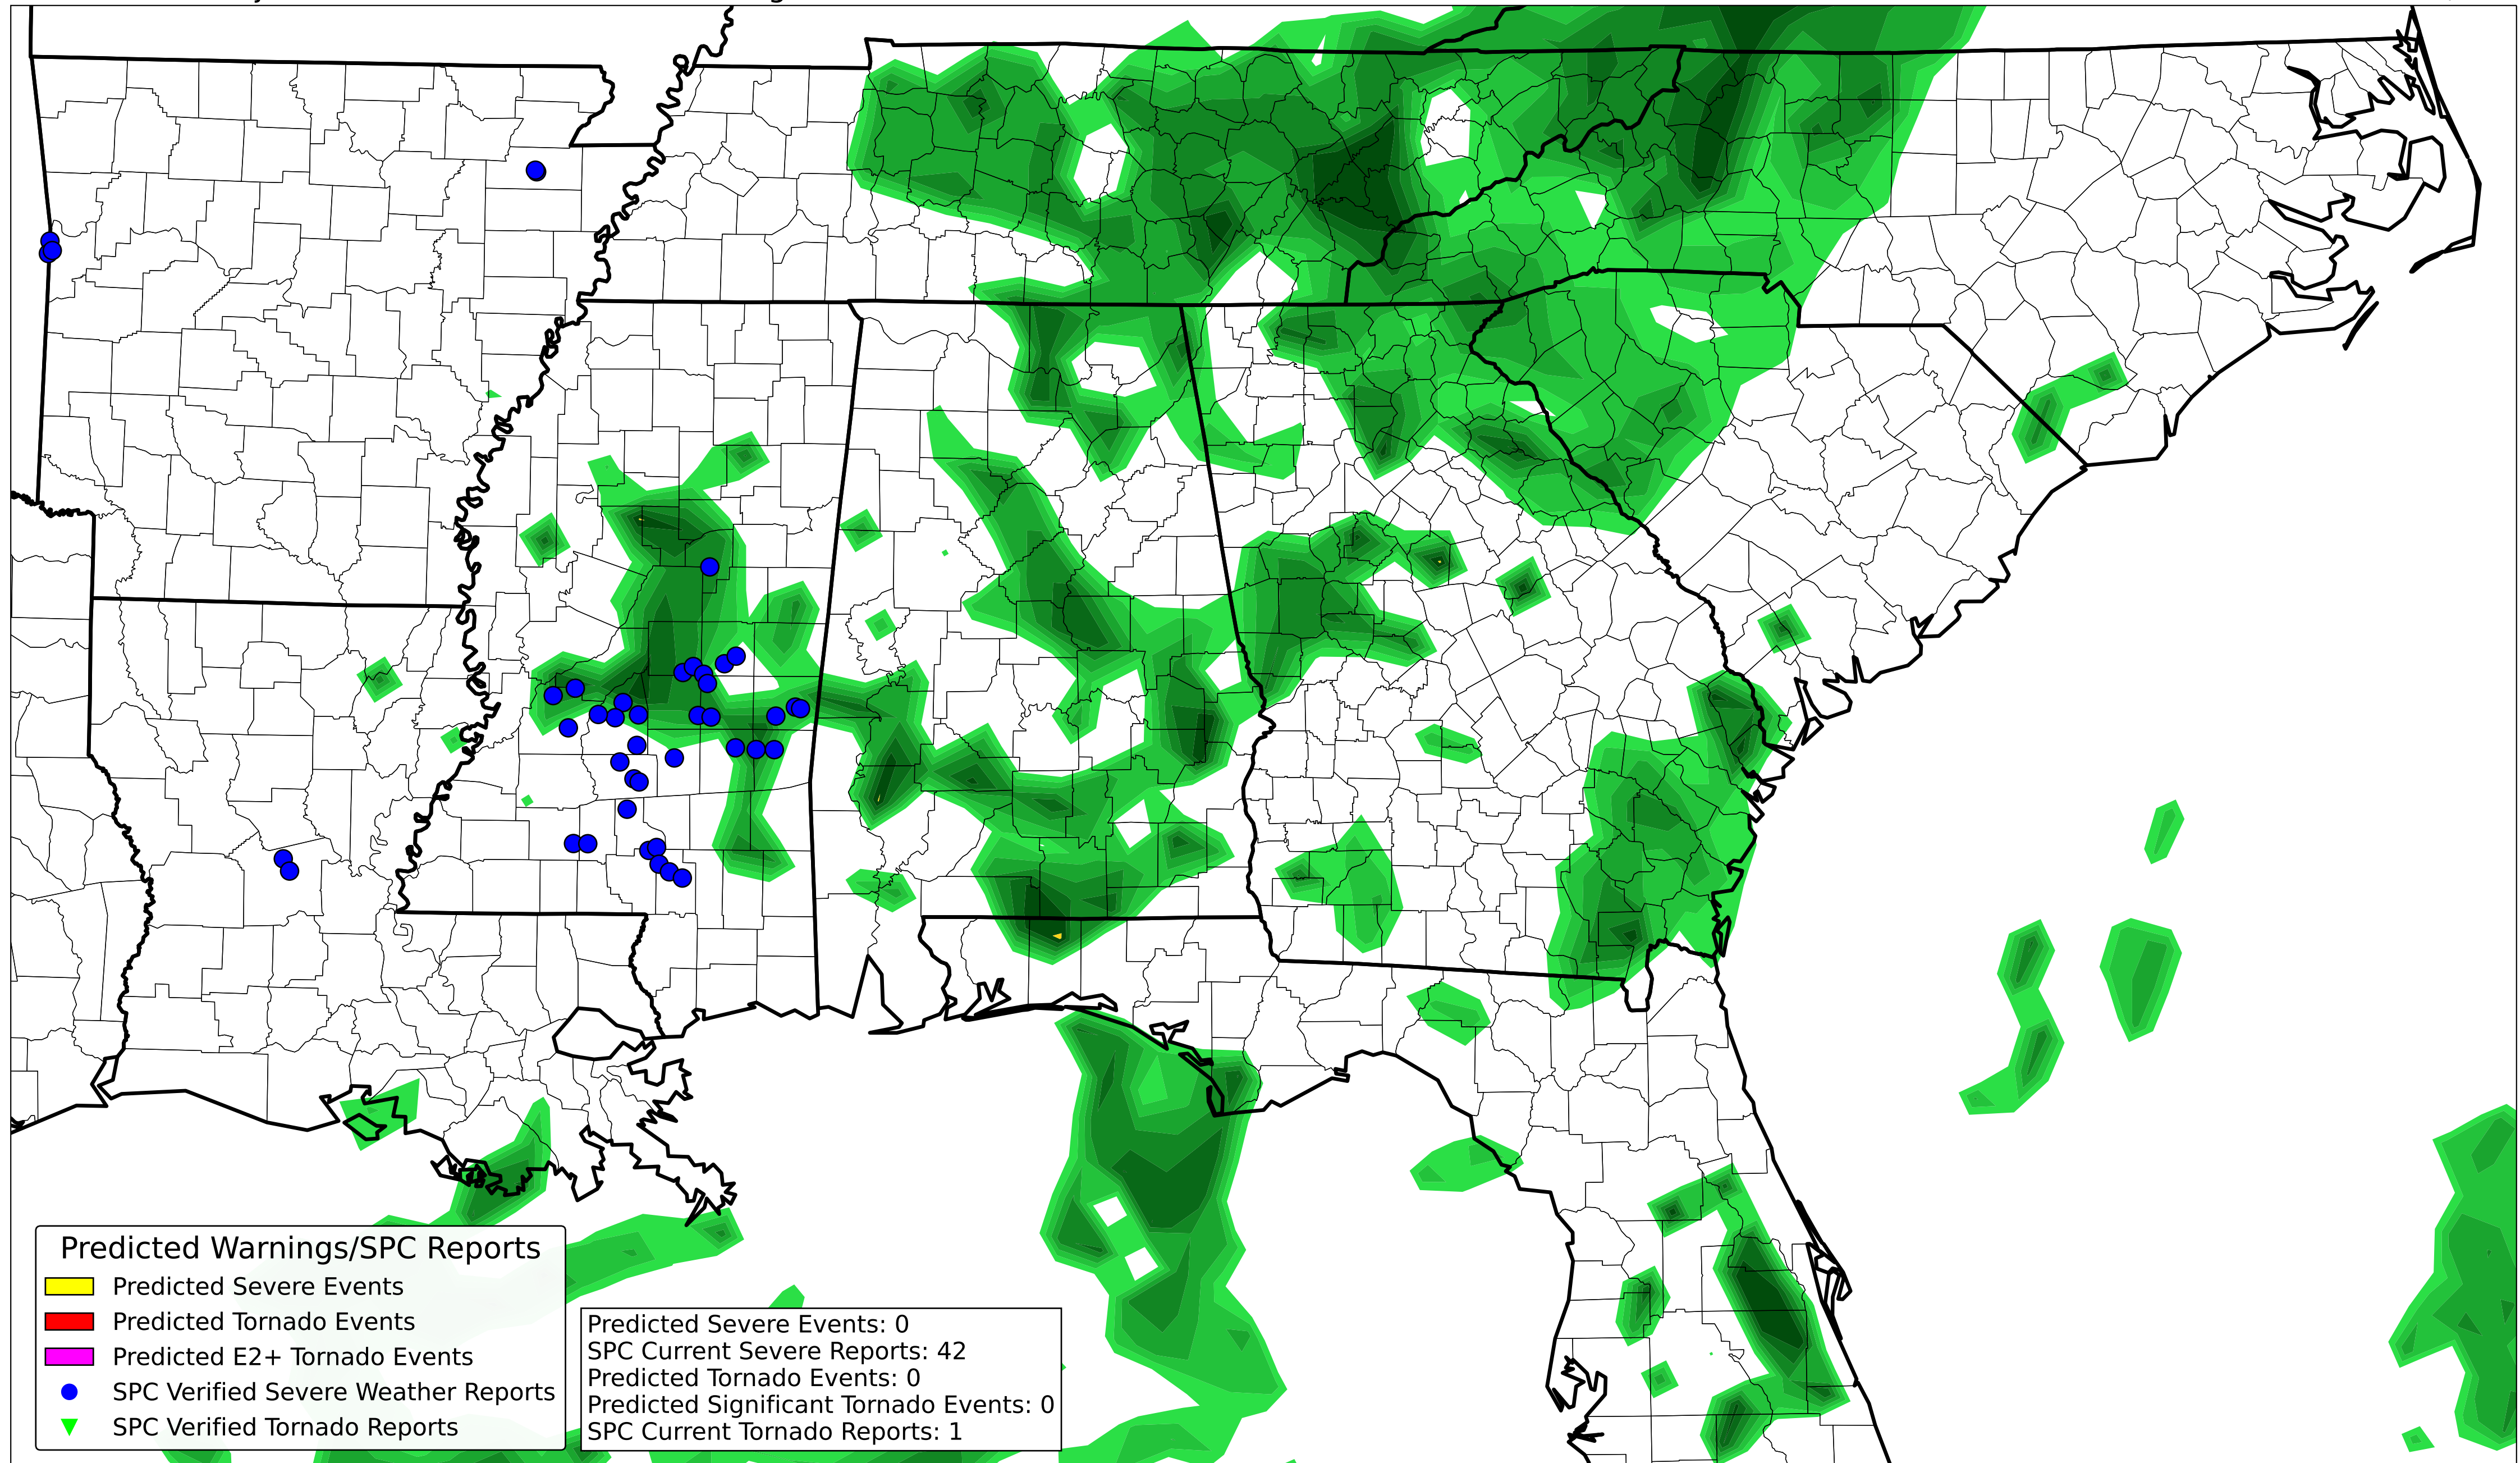 Predicted Warnings/SPC Reports
Predicted Severe Events
Predicted Tornado Events
Predicted E2+ Tornado Events
SPC Verified Severe Weather Reports
SPC Verified Tornado Reports
Predicted Severe Events: 0
SPC Current Severe Reports: 42
Predicted Tornado Events: 0
Predicted Significant Tornado Events: 0
SPC Current Tornado Reports: 1